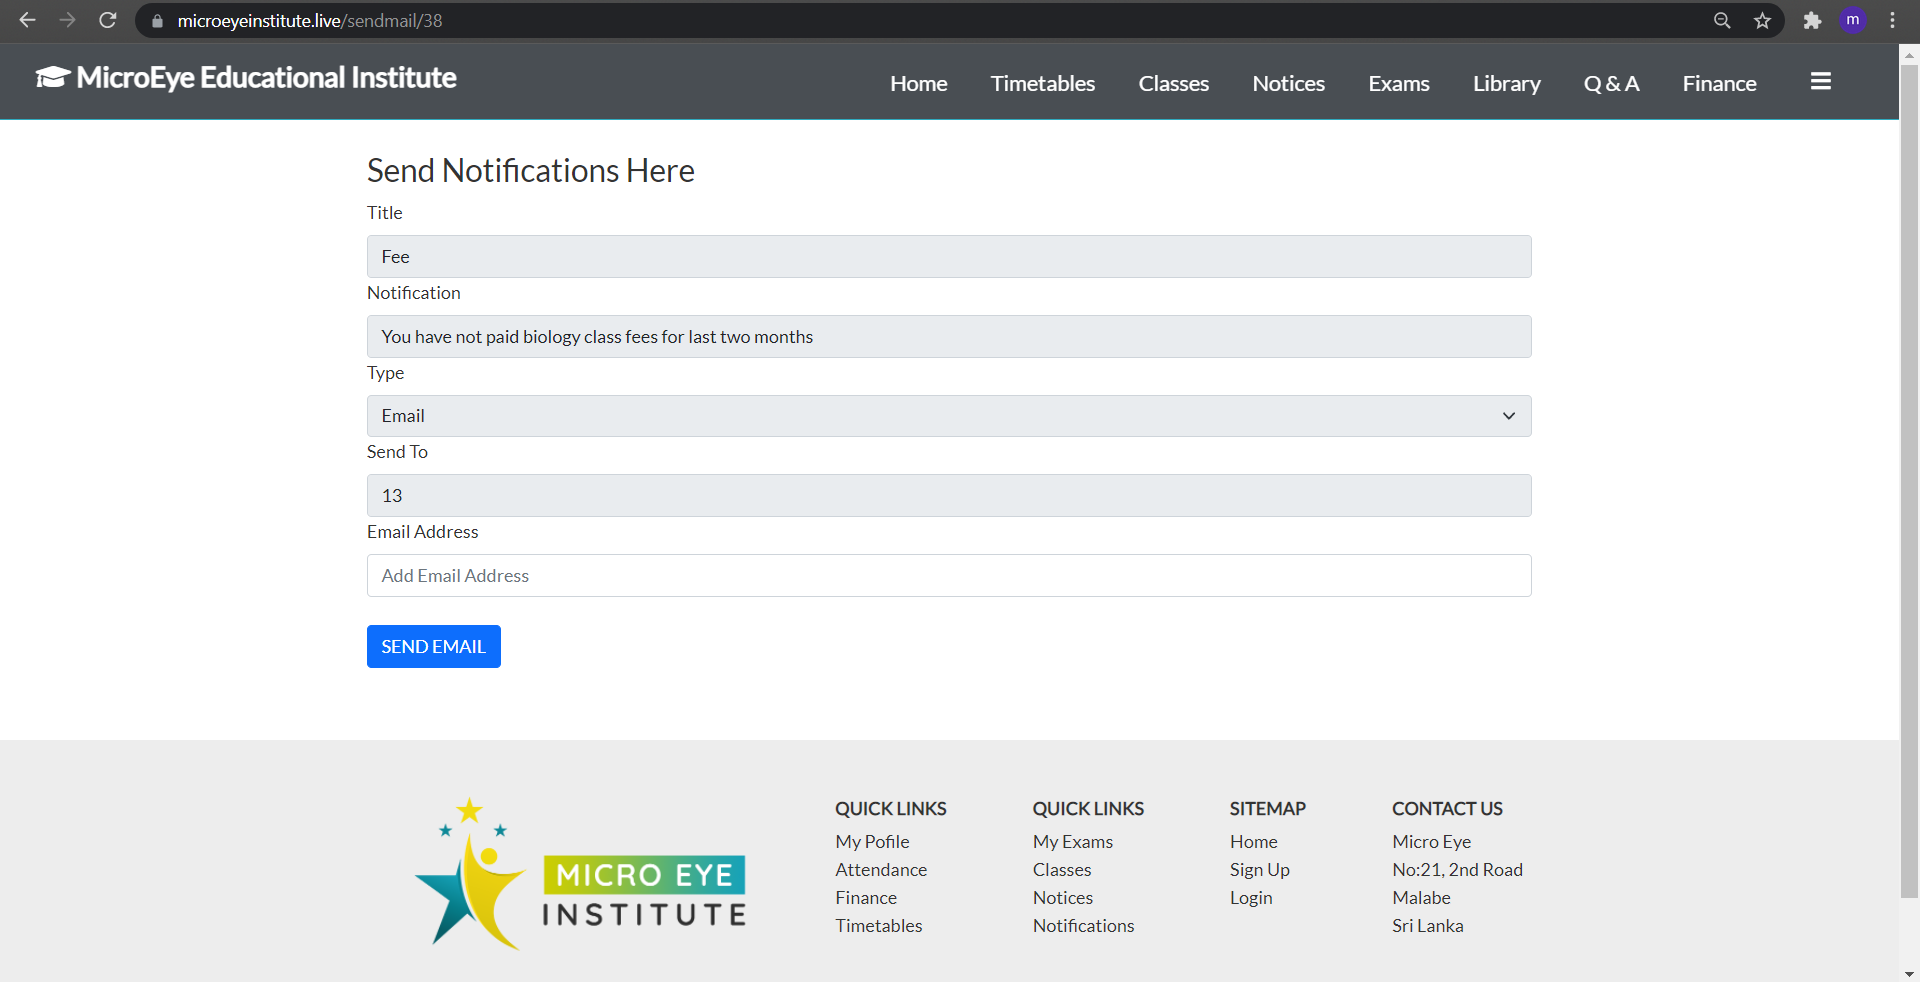 microeyeinstitute.live/sendmail/38
m
MicroEye Educational Institute
Home Timetables Classes Notices Exams Library Q & A Finance
Send Notifications Here
Title
Fee
Notification
You have not paid biology class fees for last two months
Type
Email
Send To
13
Email Address
Add Email Address
SEND EMAIL
MICRO EYE
INSTITUTE
QUICK LINKS
My Pofile
Attendance
Finance
Timetables
QUICK LINKS
My Exams
Classes
Notices
Notifications
SITEMAP
Home
Sign Up
Login
CONTACT US
Micro Eye
No:21, 2nd Road
Malabe
Sri Lanka